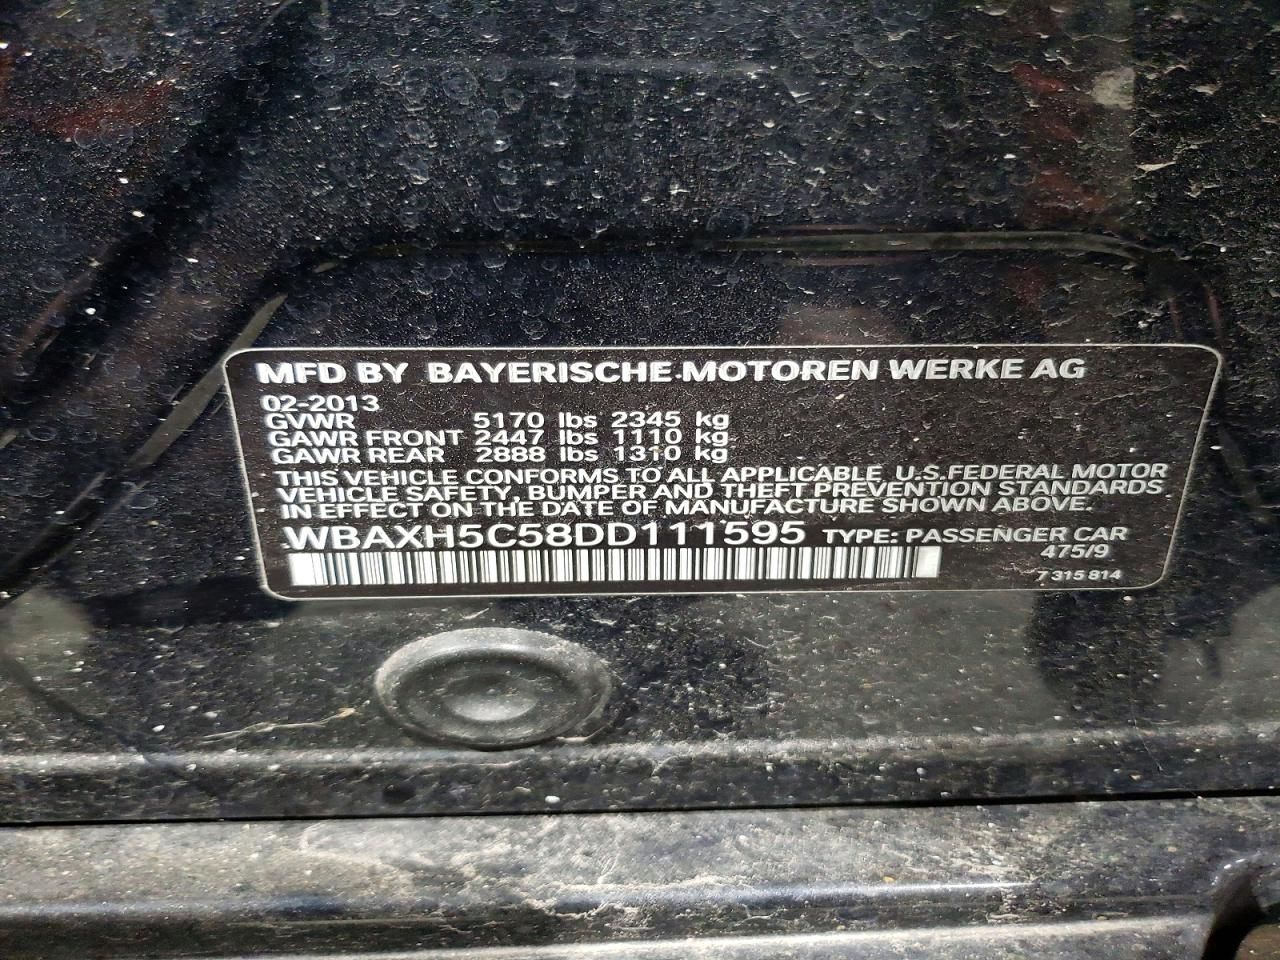 MFD BY BAYERISCHE MOTOREN WERKE AG
02-2013
GVWR 5170 lbs 2345 kg
GAWR FRONT 2447 lbs 1110 kg
GAWR REAR 2888 lbs 1310 kg
THIS VEHICLE CONFORMS TO ALL APPLICABLE U.S.FEDERAL MOTOR
VEHICLE SAFETY, BUMPER AND THEFT PREVENTION STANDARDS
IN EFFECT ON THE DATE OF MANUFACTURE SHOWN ABOVE.
WBAXH5C58DD111595 TYPE: PASSENGER CAR
475/9
7 315 814